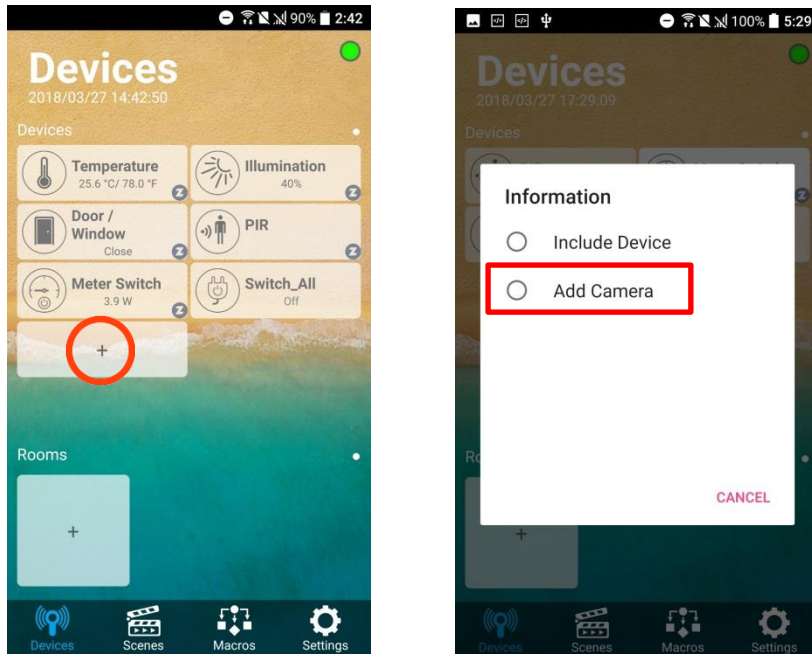 90% 2:42
Devices
2018/03/27 14:42:50
Devices
Temperature
25.6 °C/ 78.0 °F
Z
Illumination
40%
Z
Door /
Window
Close
Z
PIR
Z
Meter Switch
3.9 W
Z
Switch_All
Off
+
Rooms
+
Devices
Scenes
Macros
Settings
100% 5:29
Devices
2018/03/27 17:29:09
Devices
Information
Include Device
Add Camera
CANCEL
+
Devices
Scenes
Macros
Settings